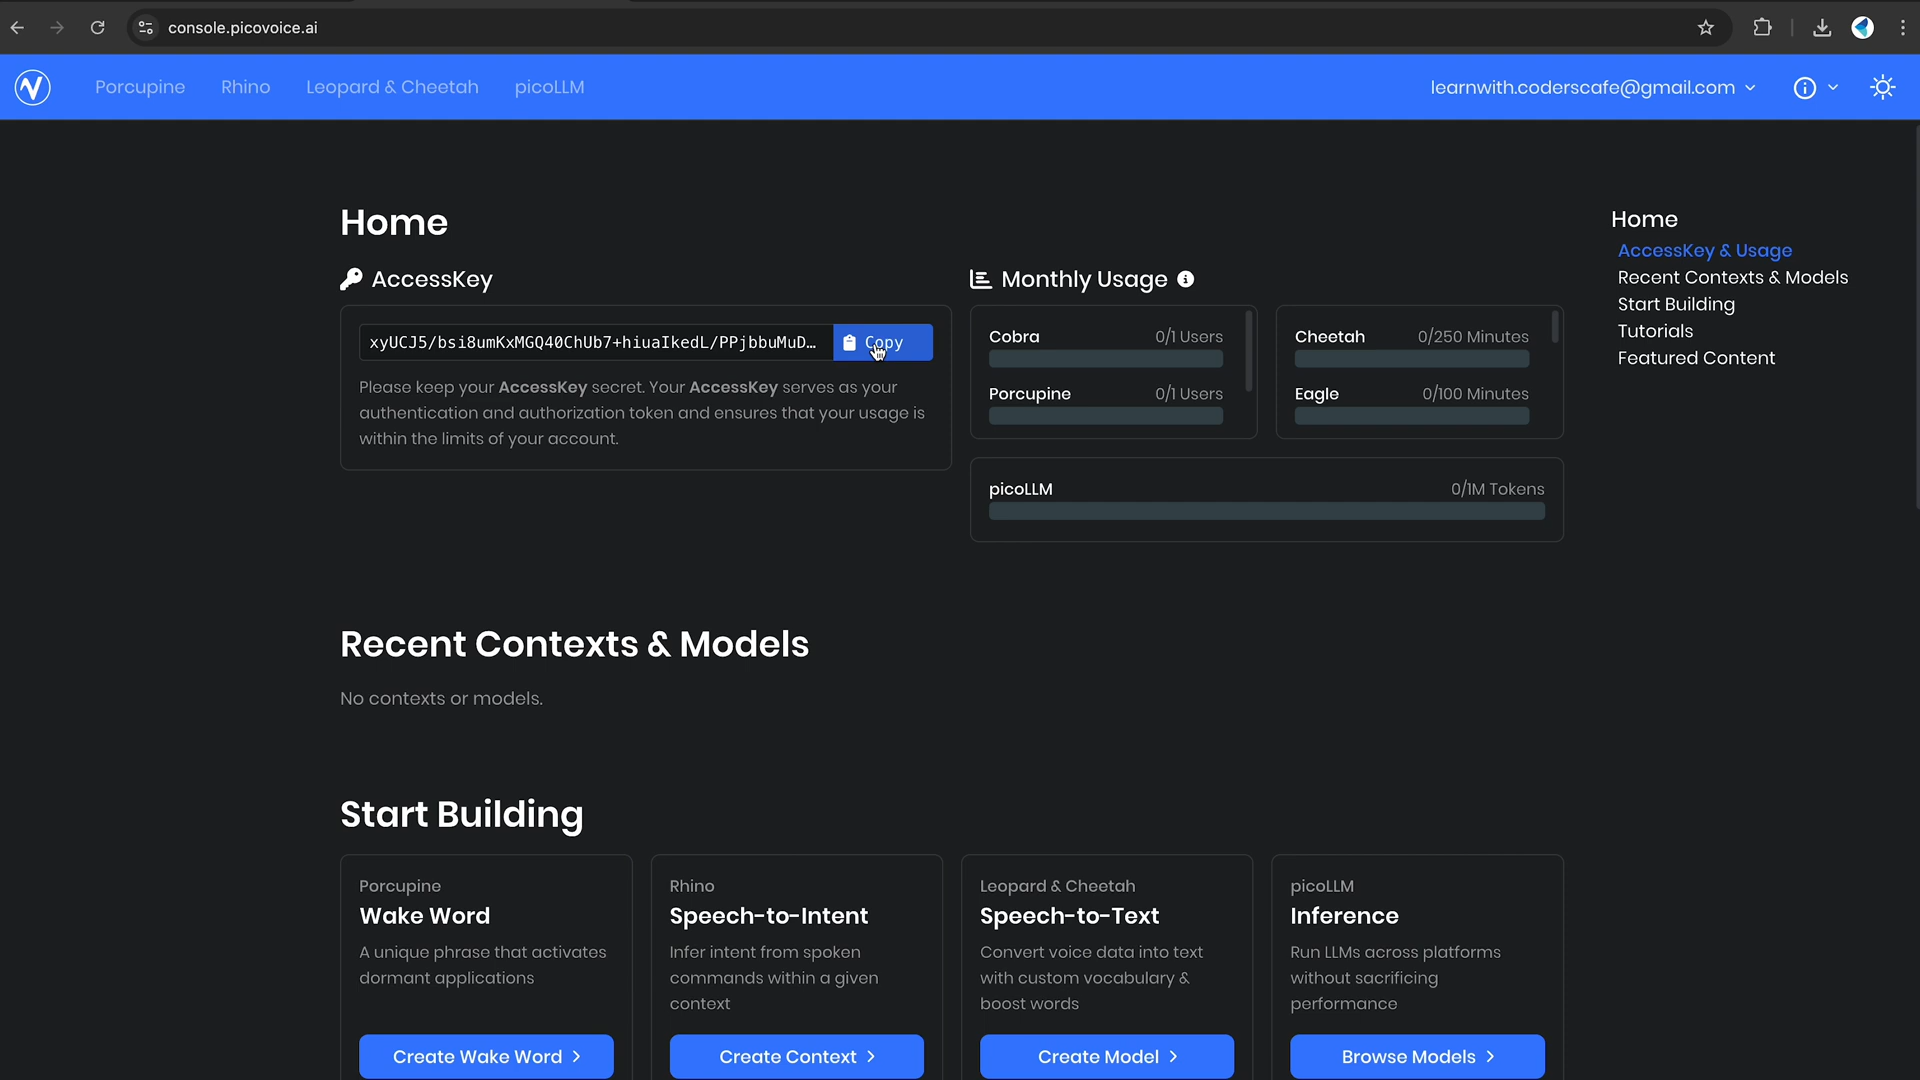 console.picovoice.ai
Porcupine Rhino Leopard & Cheetah picoLLM learnwith.coderscafe@gmail.com
Home
AccessKey
xyUCJ5/bsi8umKxMGQ40ChUb7+hiuaIkedL/PPjbbuMuD… Copy
Please keep your AccessKey secret. Your AccessKey serves as your
authentication and authorization token and ensures that your usage is
within the limits of your account.
Monthly Usage
Cobra 0/1 Users
Porcupine 0/1 Users
Cheetah 0/250 Minutes
Eagle 0/100 Minutes
picoLLM 0/1M Tokens
Home
AccessKey & Usage
Recent Contexts & Models
Start Building
Tutorials
Featured Content
Recent Contexts & Models
No contexts or models.
Start Building
Porcupine
Wake Word
A unique phrase that activates
dormant applications
Create Wake Word
Rhino
Speech-to-Intent
Infer intent from spoken
commands within a given
context
Create Context
Leopard & Cheetah
Speech-to-Text
Convert voice data into text
with custom vocabulary &
boost words
Create Model
picoLLM
Inference
Run LLMs across platforms
without sacrificing
performance
Browse Models